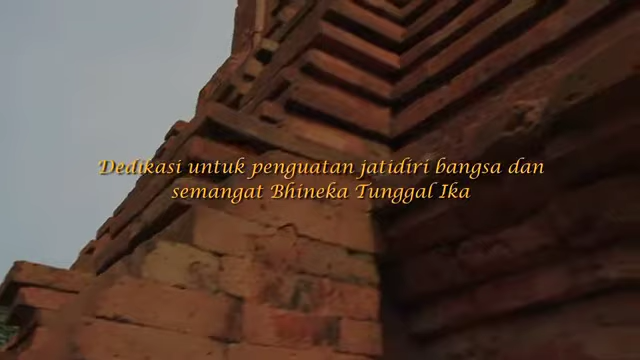 Dedikasi untuk penguatan jatidiri bangsa dan
semangat Bhineka Tunggal Ika